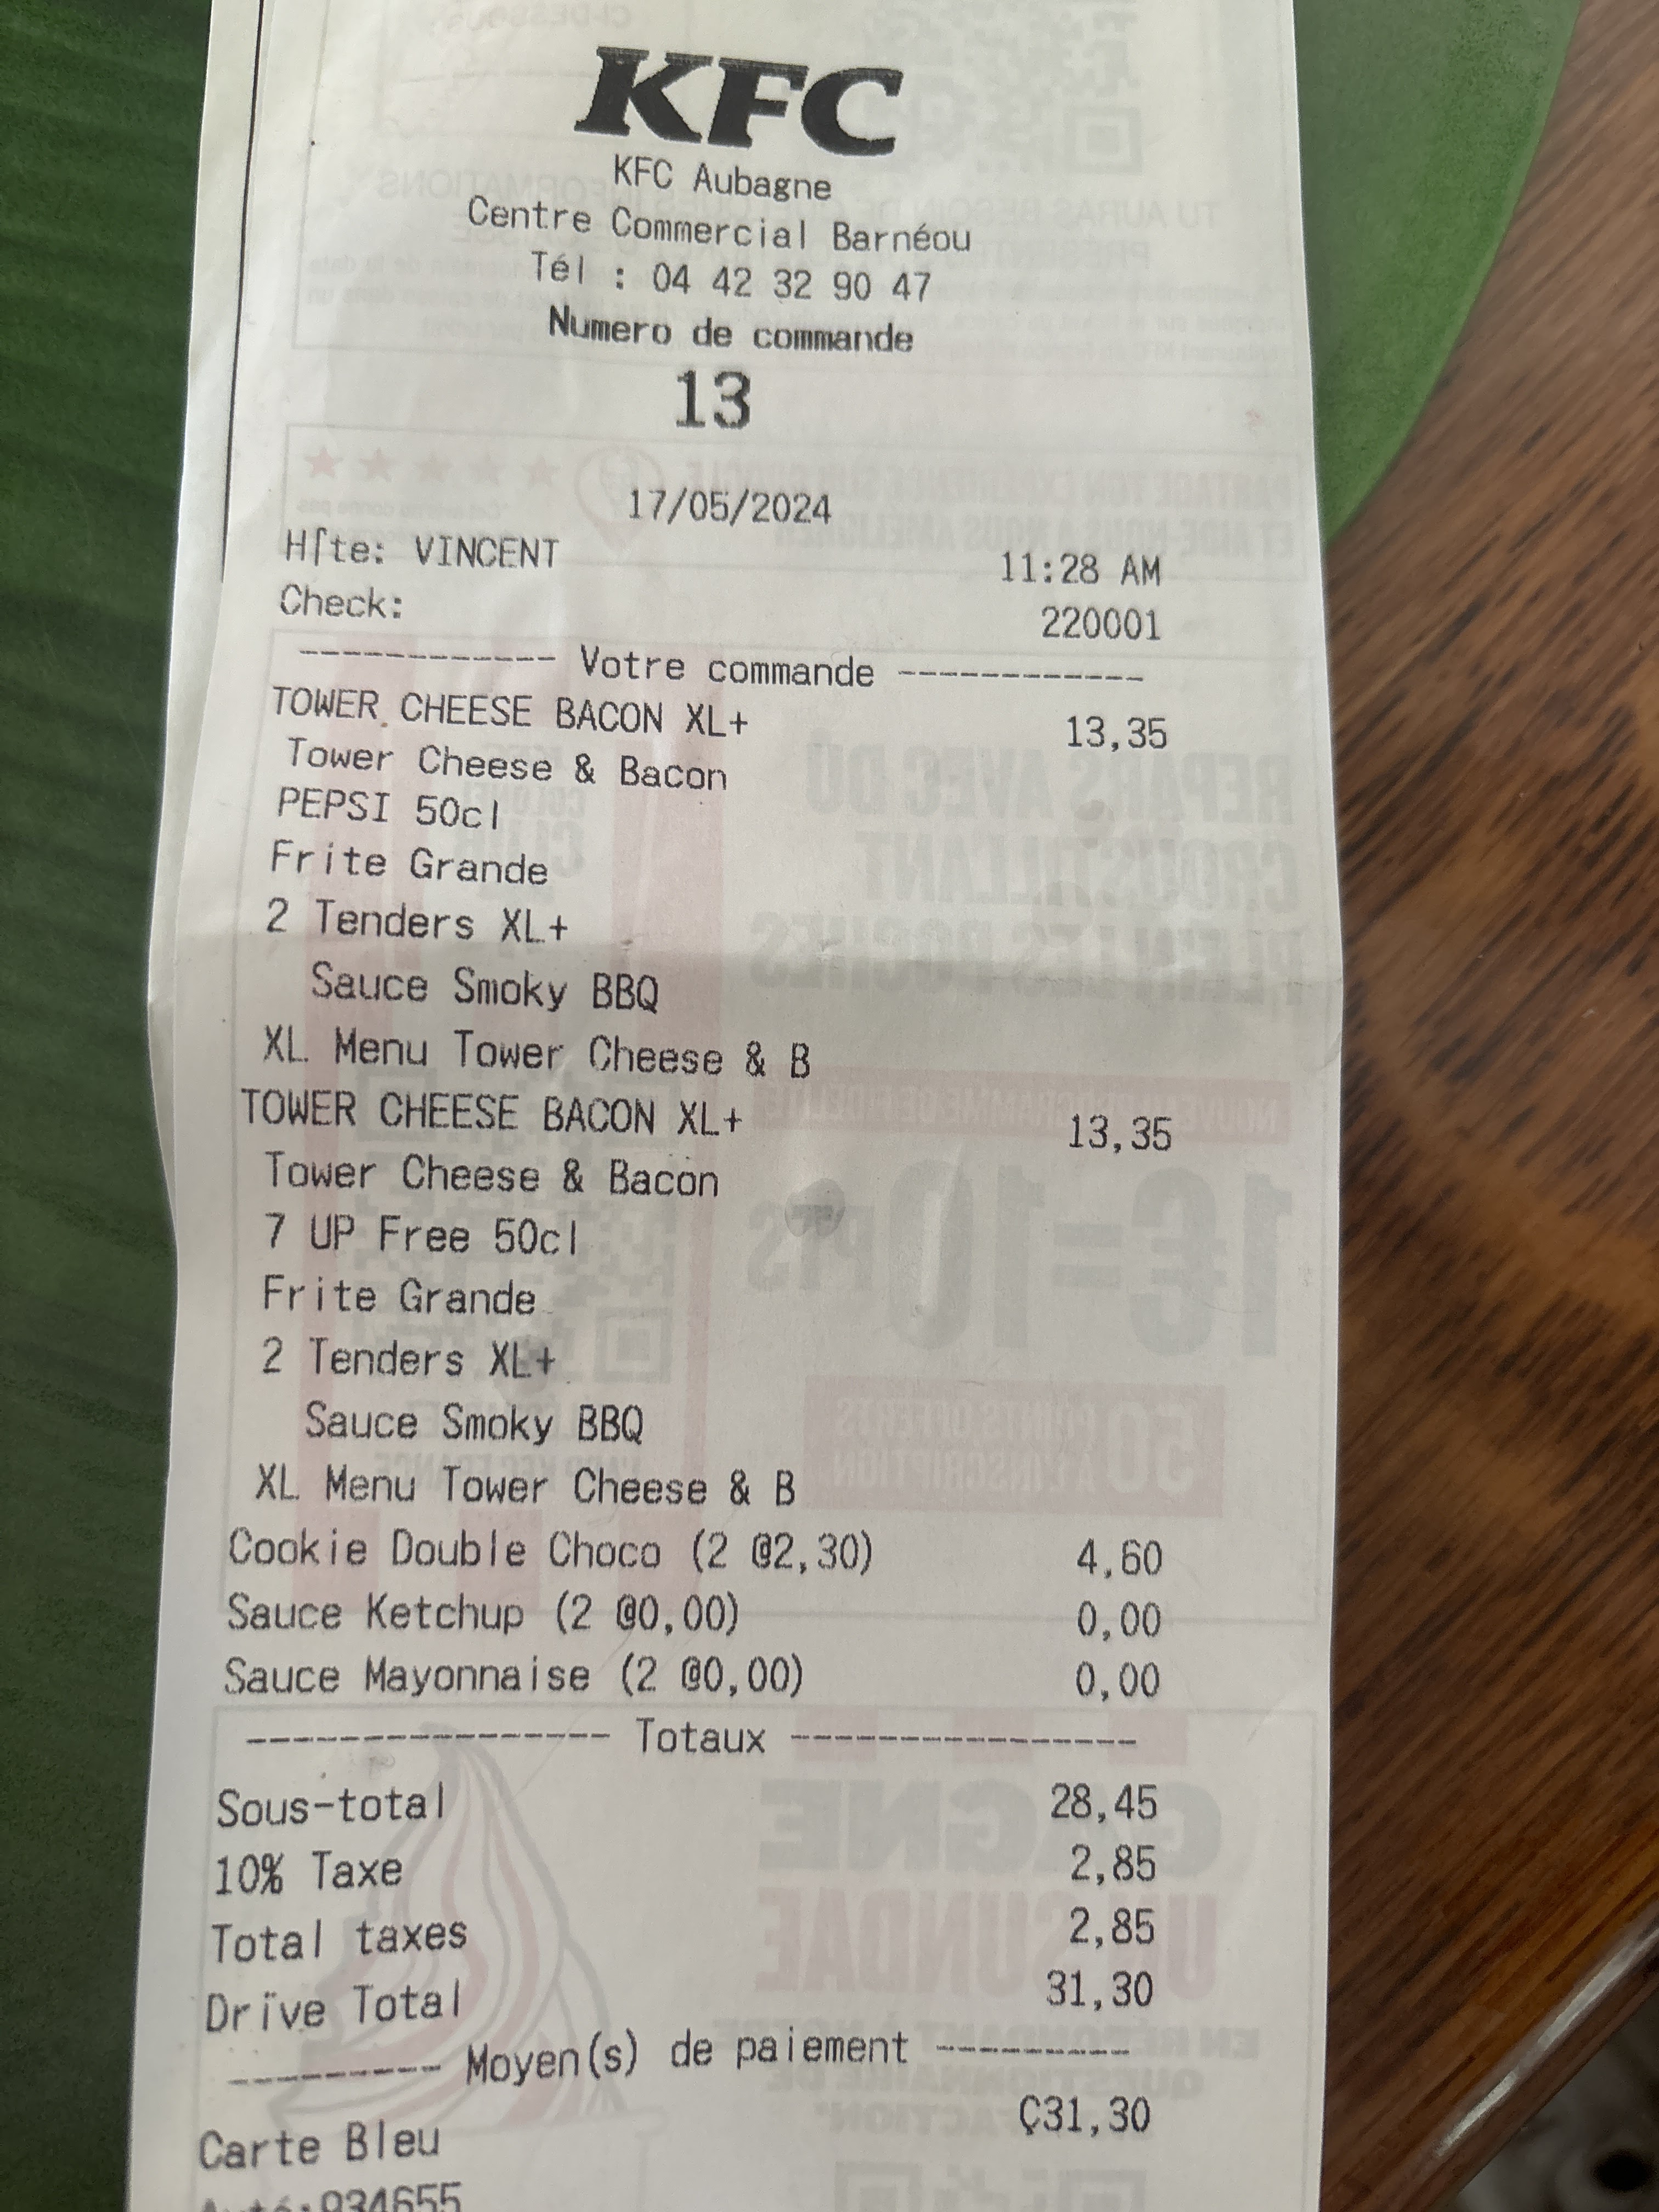 KFC
KFC Aubagne
Centre Commercial Barnéou
Tél : 04 42 32 90 47
Numero de commande
13
17/05/2024
H⌠te: VINCENT 11:28 AM
Check: 220001
------------ Votre commande ------------
TOWER CHEESE BACON XL+ 13,35
Tower Cheese & Bacon
PEPSI 50cl
Frite Grande
2 Tenders XL+
Sauce Smoky BBQ
XL Menu Tower Cheese & B
TOWER CHEESE BACON XL+ 13,35
Tower Cheese & Bacon
7 UP Free 50cl
Frite Grande
2 Tenders XL+
Sauce Smoky BBQ
XL Menu Tower Cheese & B
Cookie Double Choco (2 @2,30) 4,60
Sauce Ketchup (2 @0,00) 0,00
Sauce Mayonnaise (2 @0,00) 0,00
----------------- Totaux -----------------
Sous-total 28,45
10% Taxe 2,85
Total taxes 2,85
Drive Total 31,30
--------- Moyen(s) de paiement ----------
Carte Bleu Ç31,30
Auto:934655